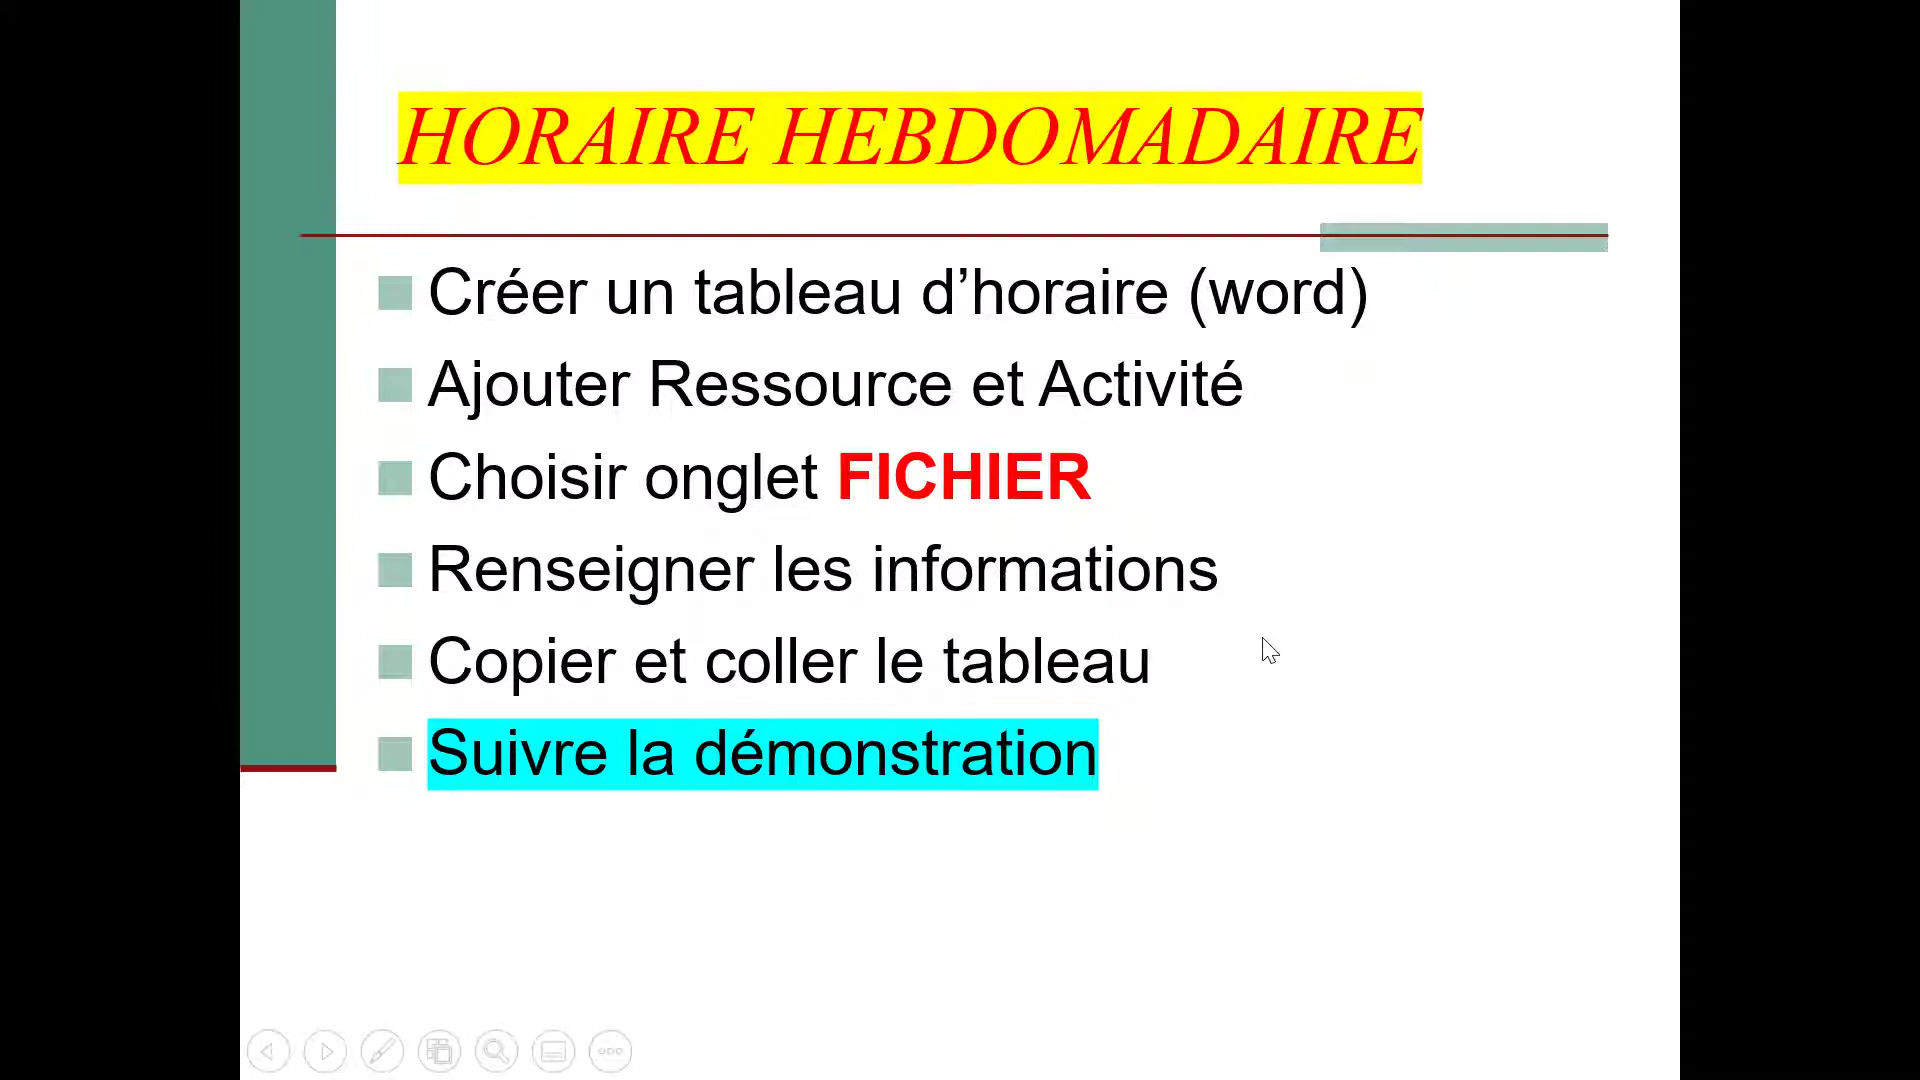 HORAIRE HEBDOMADAIRE
Créer un tableau d’horaire (word)
Ajouter Ressource et Activité
Choisir onglet FICHIER
Renseigner les informations
Copier et coller le tableau
Suivre la démonstration